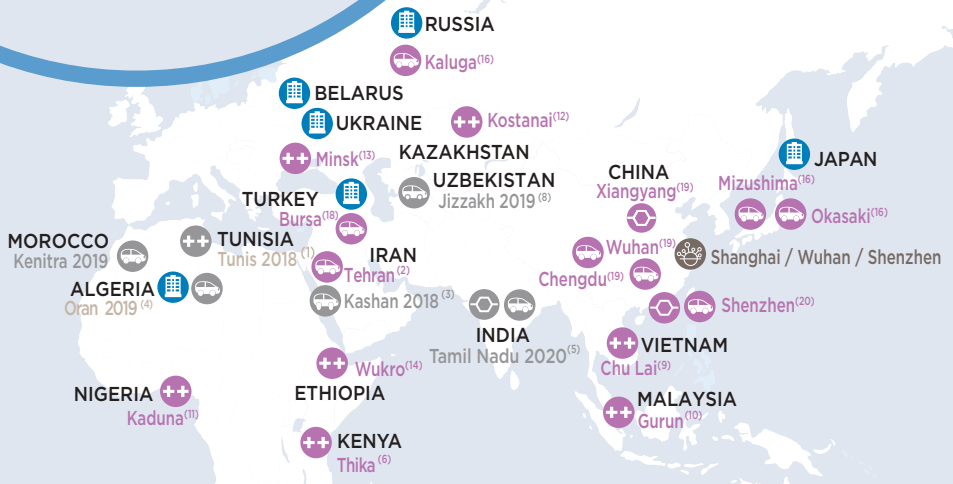 RUSSIA
Kaluga (16)
BELARUS
UKRAINE
Kostanai (12)
Minsk (13)
KAZAKHSTAN
JAPAN
CHINA
UZBEKISTAN
Xiangyang (19)
Mizushima (16)
TURKEY
Jizzakh 2019 (8)
Bursa (18)
Okasaki (16)
MOROCCO
TUNISIA
Kenitra 2019
Tunis 2018 (1)
IRAN
Wuhan (19)
Shanghai / Wuhan / Shenzhen
Tehran (2)
Chengdu (19)
ALGERIA
Oran 2019 (4)
Kashan 2018 (3)
Shenzhen (20)
INDIA
Tamil Nadu 2020 (5)
VIETNAM
Chu Lai (9)
Wukro (14)
ETHIOPIA
NIGERIA
Kaduna (11)
MALAYSIA
Gurun (10)
KENYA
Thika (6)